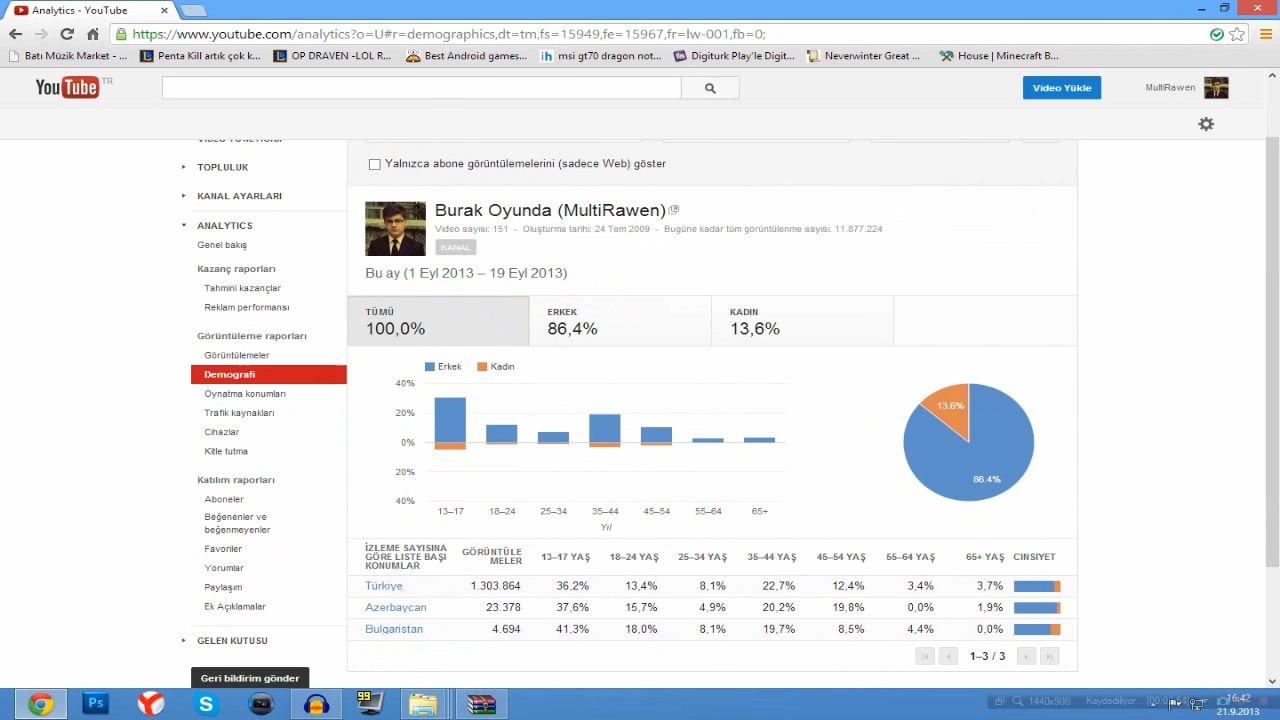 Analytics - YouTube
https://www.youtube.com/analytics?o=U#r=demographics,dt=tm,fs=15949,fe=15967,fr=lw-001,fb=0;
Batı Müzik Market - ...
Penta Kill artık çok k...
OP DRAVEN -LOL R...
Best Android games...
msi gt70 dragon not...
Digiturk Play'le Digit...
Neverwinter Great ...
House | Minecraft B...
YouTube TR
Video Yükle
MultiRawen
VIDEO YÖNETİCİSİ
TOPLULUK
KANAL AYARLARI
ANALYTICS
Genel bakış
Kazanç raporları
Tahmini kazançlar
Reklam performansı
Görüntüleme raporları
Görüntülemeler
Demografi
Oynatma konumları
Trafik kaynakları
Cihazlar
Kitle tutma
Katılım raporları
Aboneler
Beğenenler ve
beğenmeyenler
Favoriler
Yorumlar
Paylaşım
Ek Açıklamalar
GELEN KUTUSU
Geri bildirim gönder
Yalnızca abone görüntülemelerini (sadece Web) göster
Burak Oyunda (MultiRawen)
Video sayısı: 151 - Oluşturma tarihi: 24 Tem 2009 - Bugüne kadar tüm görüntülenme sayısı: 11.877.224
KANAL
Bu ay (1 Eyl 2013 – 19 Eyl 2013)
TÜMÜ ERKEK KADIN
100,0% 86,4% 13,6%
Erkek Kadın
40%
20%
0%
20%
40%
13–17 18–24 25–34 35–44 45–54 55–64 65+
Yıl
13.6%
86.4%
İZLEME SAYISINA
GÖRE LİSTE BAŞI
KONUMLAR
GÖRÜNTÜLE
MELER
13–17 YAŞ 18–24 YAŞ 25–34 YAŞ 35–44 YAŞ 45–54 YAŞ 55–64 YAŞ 65+ YAŞ CINSIYET
Türkiye 1.303.864 36,2% 13,4% 8,1% 22,7% 12,4% 3,4% 3,7%
Azerbaycan 23.378 37,6% 15,7% 4,9% 20,2% 19,8% 0,0% 1,9%
Bulgaristan 4.694 41,3% 18,0% 8,1% 19,7% 8,5% 4,4% 0,0%
1–3 / 3
Ps
99
1440x900 Kaydediliyor...
16:42
21.9.2013